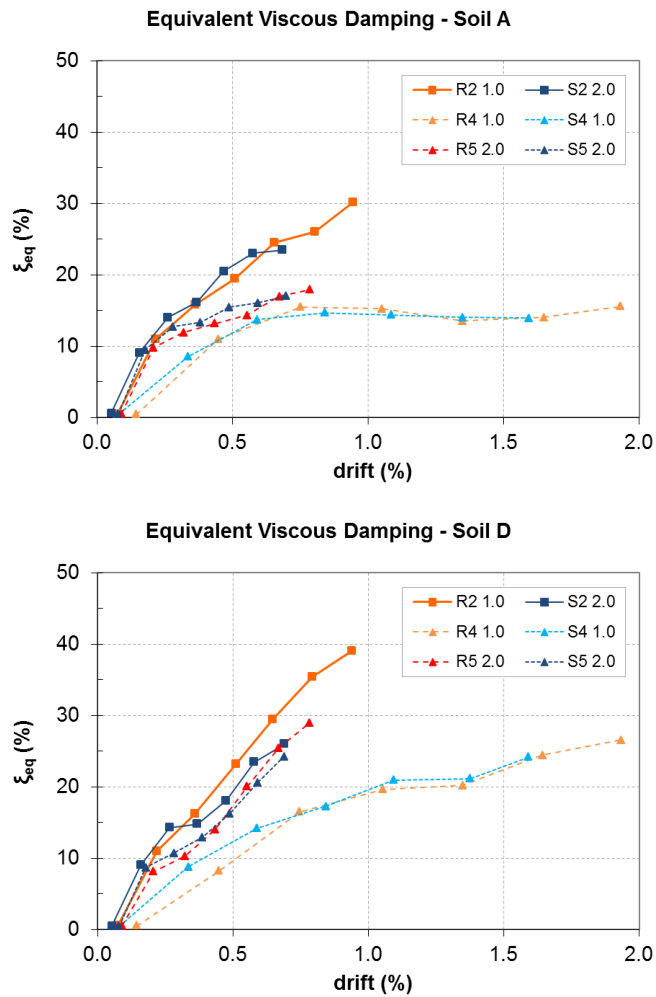 Equivalent Viscous Damping - Soil A
50
40
30
20
10
0
ξeq (%)
R2 1.0 S2 2.0
R4 1.0 S4 1.0
R5 2.0 S5 2.0
0.0 0.5 1.0 1.5 2.0
drift (%)
Equivalent Viscous Damping - Soil D
50
40
30
20
10
0
ξeq (%)
R2 1.0 S2 2.0
R4 1.0 S4 1.0
R5 2.0 S5 2.0
0.0 0.5 1.0 1.5 2.0
drift (%)